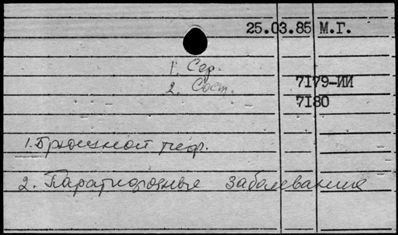 25.03.85 М.Г.
1. Сер.
2. Сост.
7179-ИИ
7180
1. Брюшной тиф.
2. Паратифозные заболевания